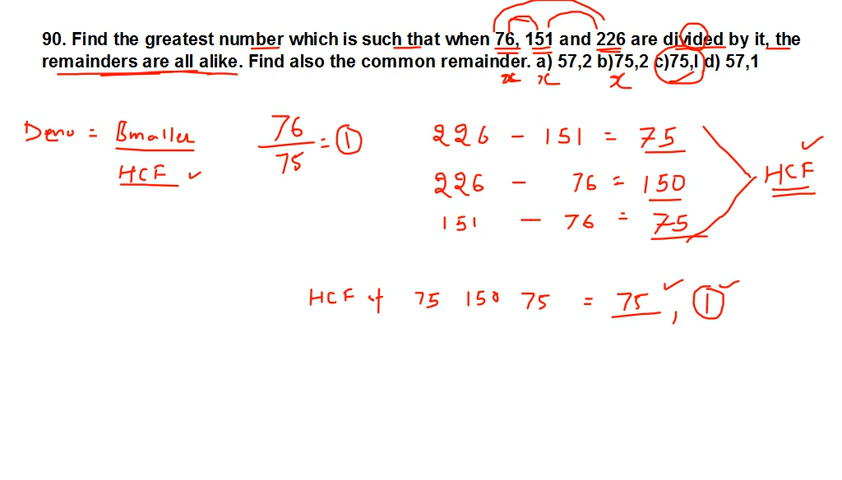 90. Find the greatest number which is such that when 76, 151 and 226 are divided by it, the
remainders are all alike. Find also the common remainder. a) 57,2 b)75,2 c)75,1 d) 57,1
x x x
Deno = Smaller 76/75 = 1 226 - 151 = 75
HCF ✓ 226 - 76 = 150 HCF ✓
151 - 76 = 75
HCF of 75 150 75 = 75 ✓, 1 ✓